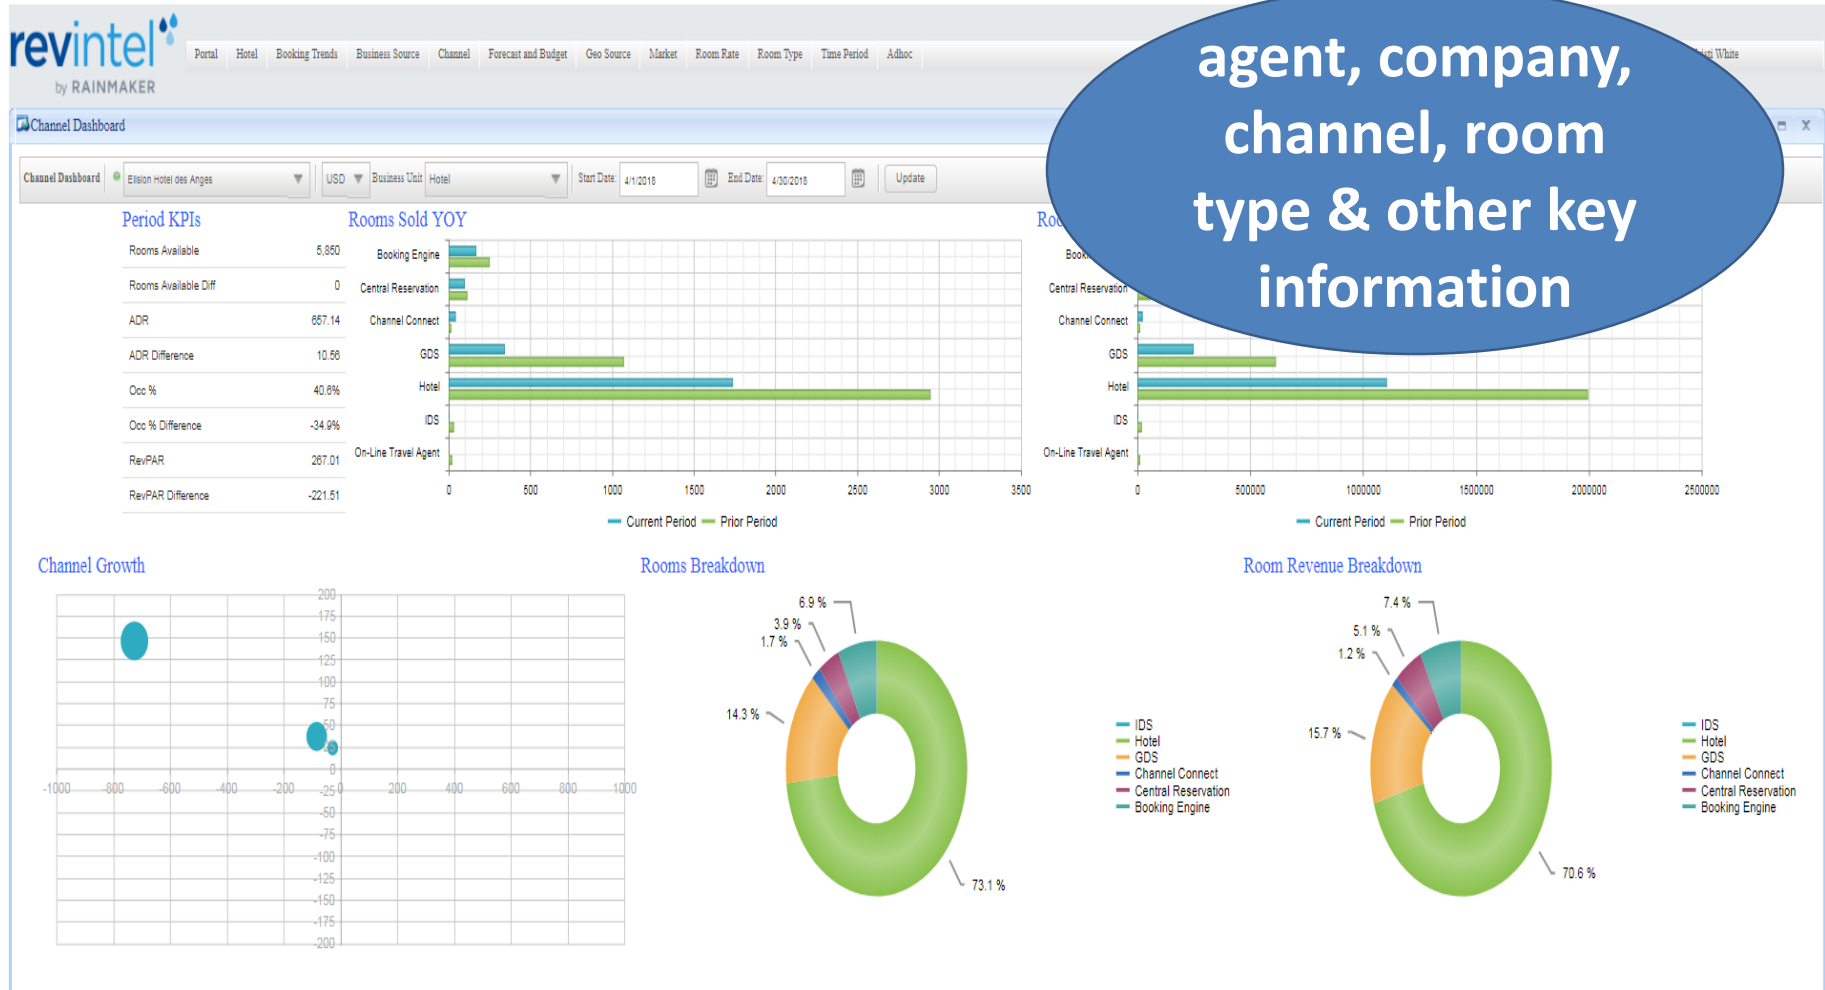 revintel
by RAINMAKER
Portal Hotel Booking Trends Business Source Channel Forecast and Budget Geo Source Market Room Rate Room Type Time Period Adhoc
White
agent, company,
channel, room
type & other key
information
Channel Dashboard
X
Channel Dashboard Elision Hotel des Anges USD Business Unit Hotel Start Date: 4/1/2018 End Date: 4/30/2018 Update
Period KPIs
Rooms Available 5,850
Rooms Available Diff 0
ADR 657.14
ADR Difference 10.56
Occ % 40.6%
Occ % Difference -34.9%
RevPAR 267.01
RevPAR Difference -221.51
Rooms Sold YOY
Booking Engine
Central Reservation
Channel Connect
GDS
Hotel
IDS
On-Line Travel Agent
0 500 1000 1500 2000 2500 3000 3500
Current Period Prior Period
Central Reservation
Channel Connect
GDS
Hotel
IDS
On-Line Travel Agent
0 500000 1000000 1500000 2000000 2500000
Current Period Prior Period
Channel Growth
200
175
150
125
100
75
50
25
0
-1000 -800 -600 -400 -200 0 200 400 600 800 1000
-25
-50
-75
-100
-125
-150
-175
-200
Rooms Breakdown
6.9 %
3.9 %
1.7 %
14.3 %
73.1 %
IDS
Hotel
GDS
Channel Connect
Central Reservation
Booking Engine
Room Revenue Breakdown
7.4 %
5.1 %
1.2 %
15.7 %
70.6 %
IDS
Hotel
GDS
Channel Connect
Central Reservation
Booking Engine